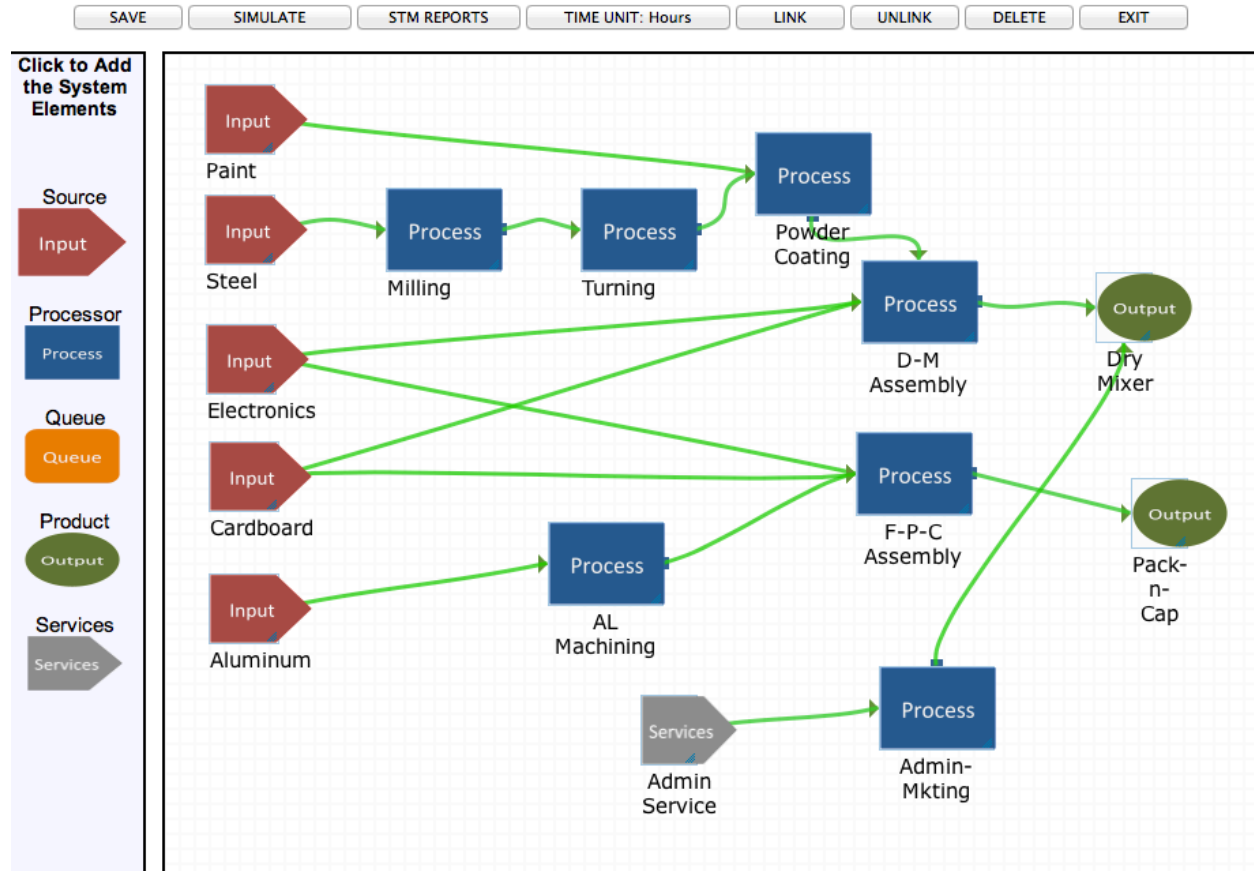 SAVE
SIMULATE
STM REPORTS
TIME UNIT: Hours
LINK
UNLINK
DELETE
EXIT
Click to Add
the System
Elements
Source
Input
Processor
Process
Queue
Queue
Product
Output
Services
Services
Input
Paint
Input
Steel
Process
Milling
Process
Turning
Process
Powder
Coating
Input
Electronics
Process
D-M
Assembly
Output
Dry
Mixer
Input
Cardboard
Process
F-P-C
Assembly
Output
Pack-
n-
Cap
Input
Aluminum
Process
AL
Machining
Services
Admin
Service
Process
Admin-
Mkting